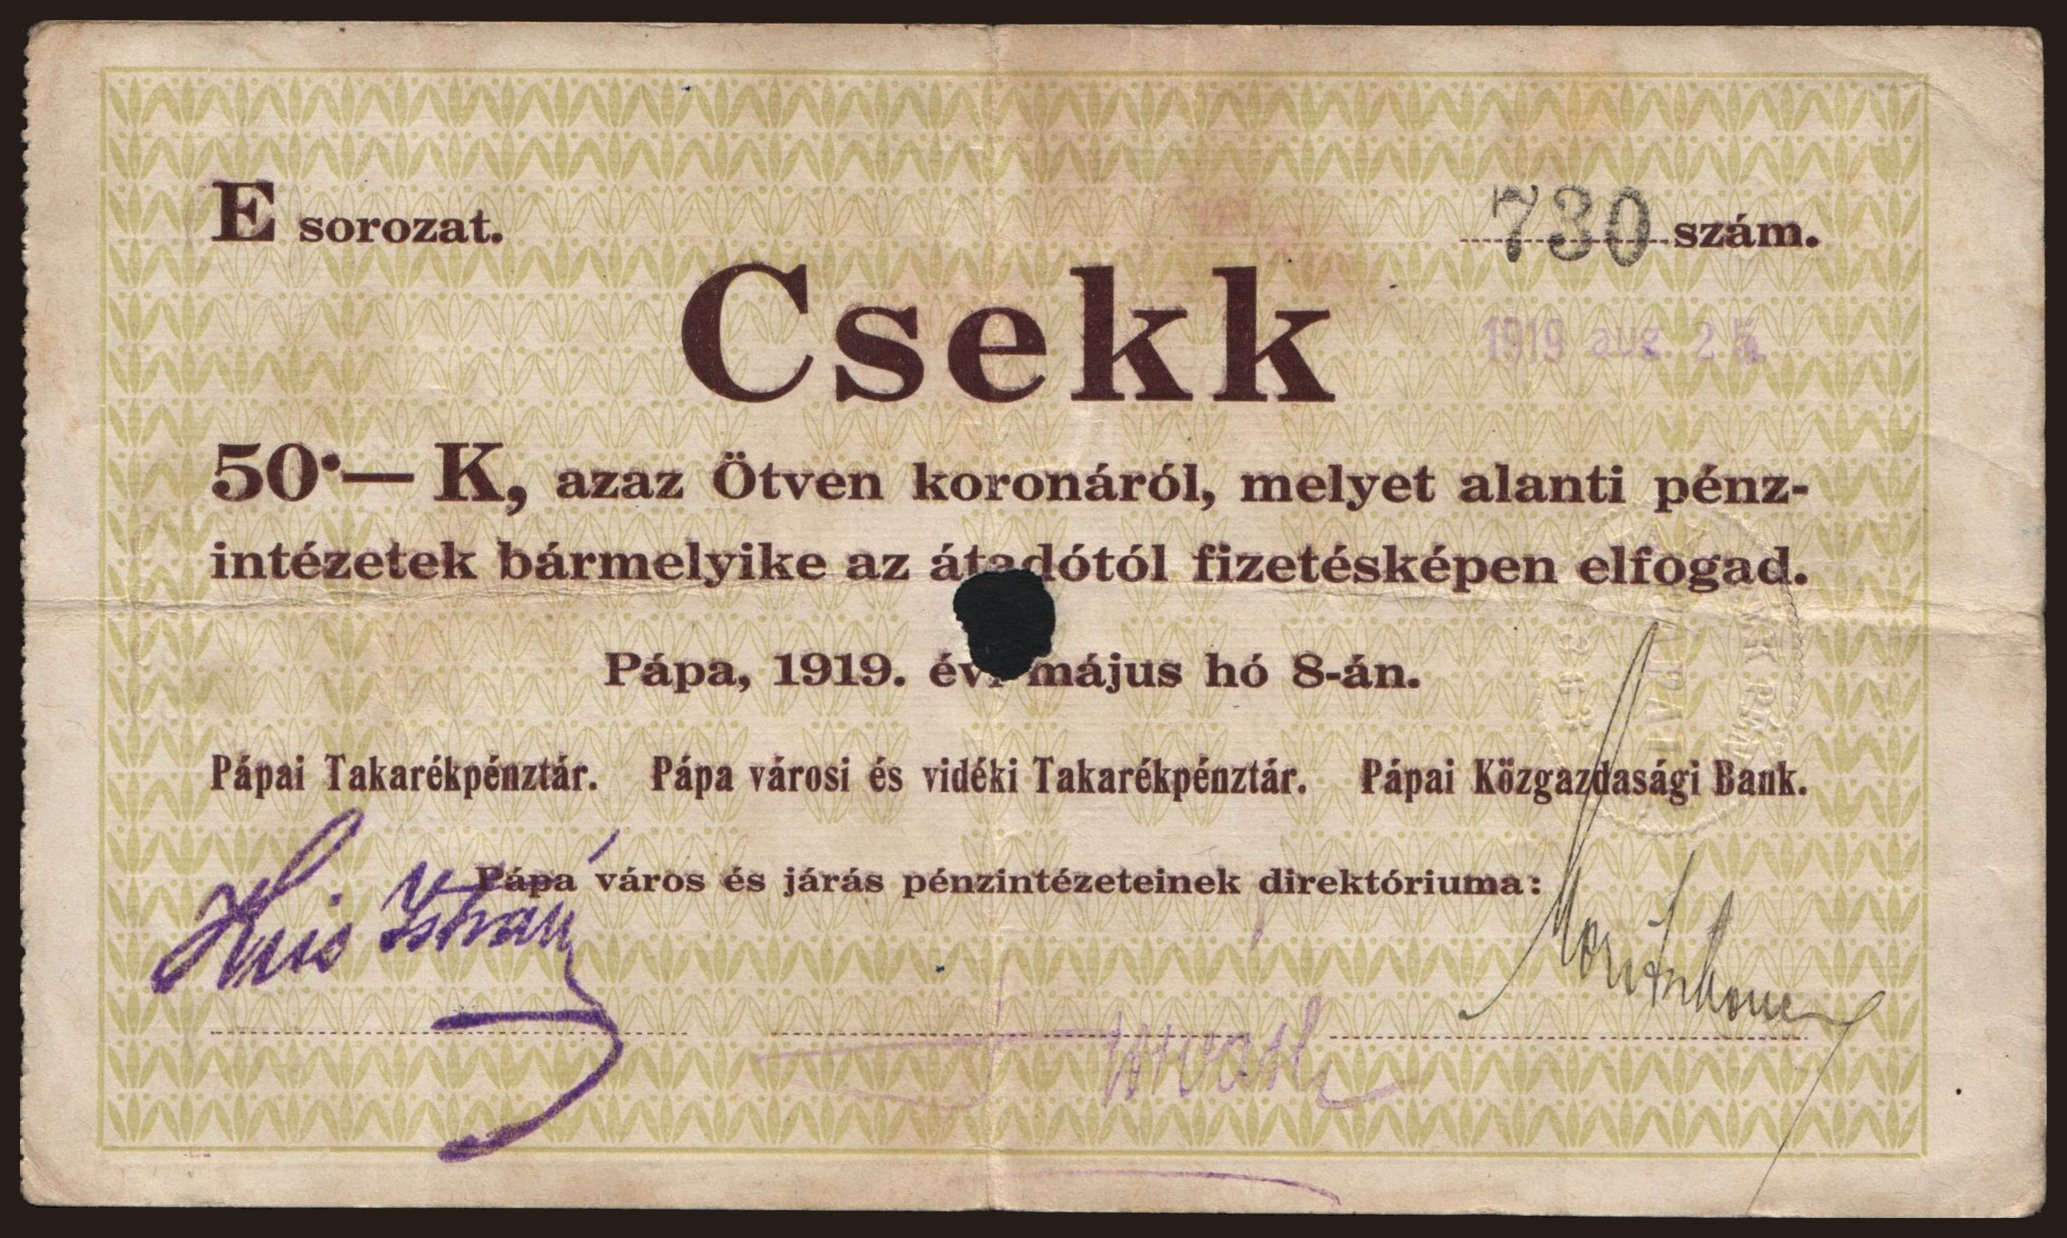 E sorozat. 730 szám.
Csekk
1919 aug 25.
50·— K, azaz Ötven koronáról, melyet alanti pénz-
intézetek bármelyike az átadótól fizetésképen elfogad.
Pápa, 1919. évi május hó 8-án.
Pápai Takarékpénztár. Pápa városi és vidéki Takarékpénztár. Pápai Közgazdasági Bank.
Pápa város és járás pénzintézeteinek direktóriuma:
István